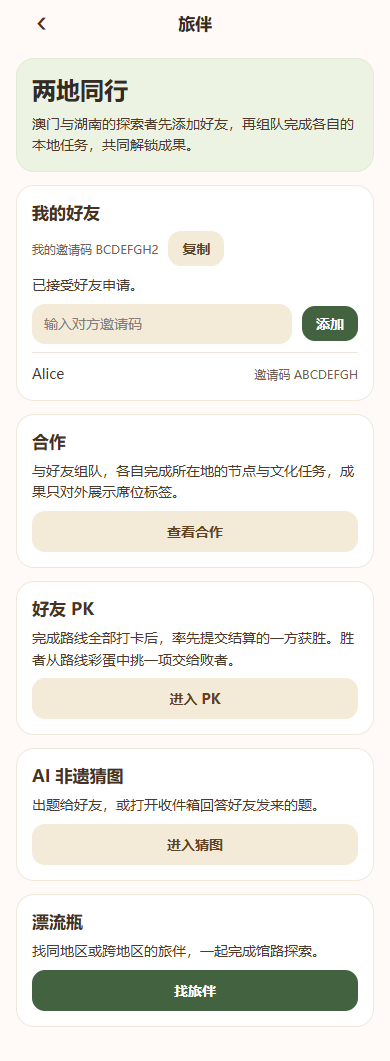 旅伴
两地同行
澳门与湖南的探索者先添加好友，再组队完成各自的
本地任务，共同解锁成果。
我的好友
我的邀请码 BCDEFGH2 复制
已接受好友申请。
输入对方邀请码 添加
Alice 邀请码 ABCDEFGH
合作
与好友组队，各自完成所在地的节点与文化任务，成
果只对外展示席位标签。
查看合作
好友 PK
完成路线全部打卡后，率先提交结算的一方获胜。胜
者从路线彩蛋中挑一项交给败者。
进入 PK
AI 非遗猜图
出题给好友，或打开收件箱回答好友发来的题。
进入猜图
漂流瓶
找同地区或跨地区的旅伴，一起完成馆路探索。
找旅伴